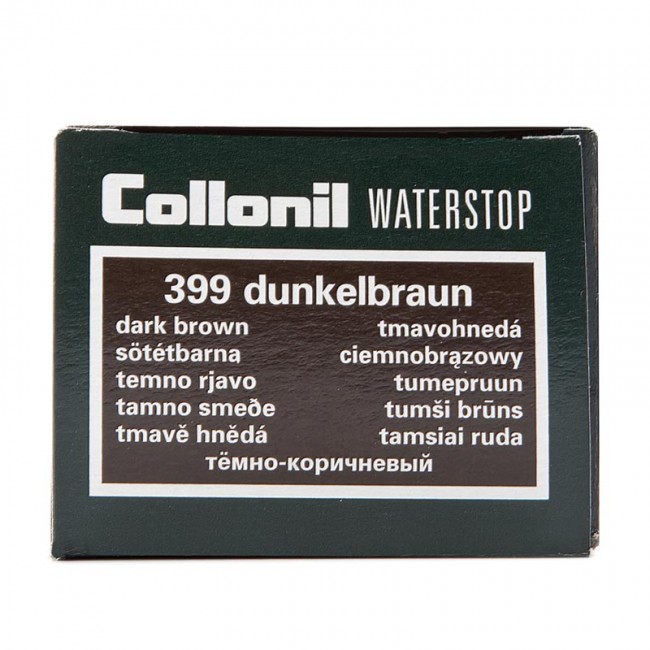 Collonil WATERSTOP
399 dunkelbraun
dark brown
sötétbarna
temno rjavo
tamno smeðe
tmavě hnědá
tmavohnedá
ciemnobrązowy
tumepruun
tumši brūns
tamsiai ruda
тёмно-коричневый